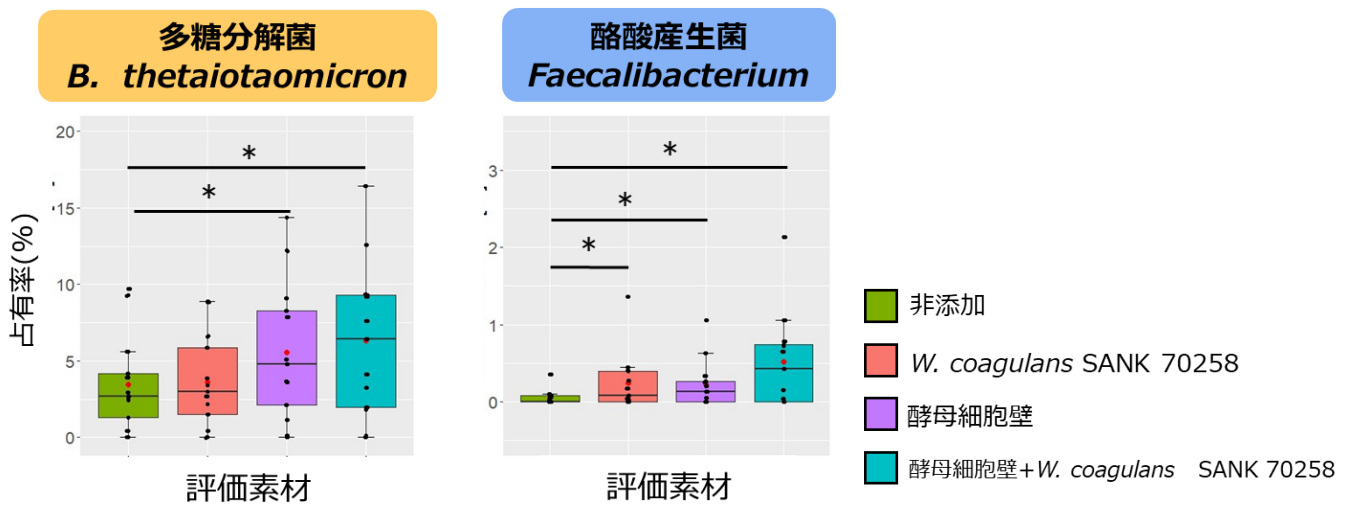 多糖分解菌
B. thetaiotaomicron
酪酸産生菌
Faecalibacterium
占有率(%)
20
15
10
5
0
*
*
評価素材
3
2
1
0
*
*
*
評価素材
非添加
W. coagulans SANK 70258
酵母細胞壁
酵母細胞壁+W. coagulans SANK 70258